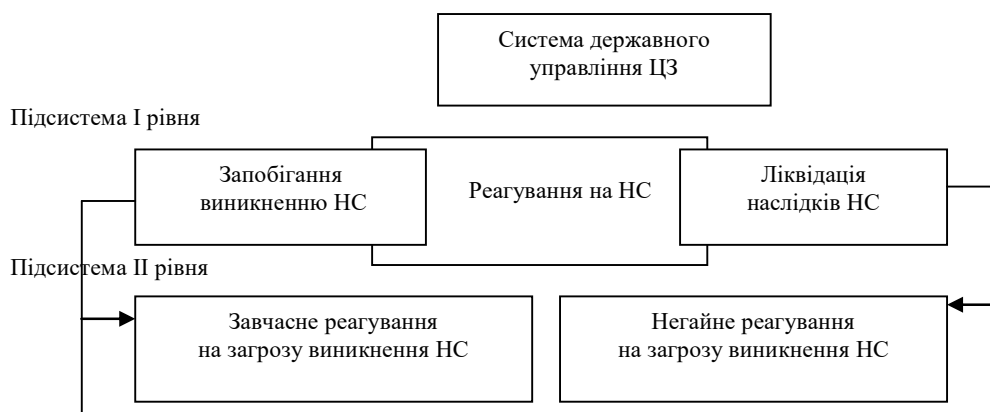 Система державного
управління ЦЗ
Підсистема І рівня
Запобігання
виникненню НС
Реагування на НС
Ліквідація
наслідків НС
Підсистема ІІ рівня
Завчасне реагування
на загрозу виникнення НС
Негайне реагування
на загрозу виникнення НС